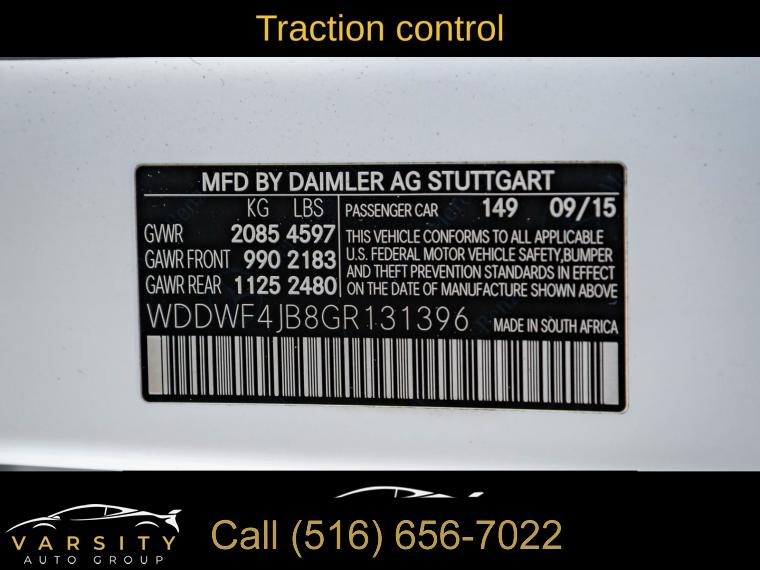 Traction control
MFD BY DAIMLER AG STUTTGART
KG LBS
GVWR 2085 4597
GAWR FRONT 990 2183
GAWR REAR 1125 2480
PASSENGER CAR 149 09/15
THIS VEHICLE CONFORMS TO ALL APPLICABLE
U.S. FEDERAL MOTOR VEHICLE SAFETY,BUMPER
AND THEFT PREVENTION STANDARDS IN EFFECT
ON THE DATE OF MANUFACTURE SHOWN ABOVE
WDDWF4JB8GR131396 MADE IN SOUTH AFRICA
VARSITY
AUTO GROUP
Call (516) 656-7022